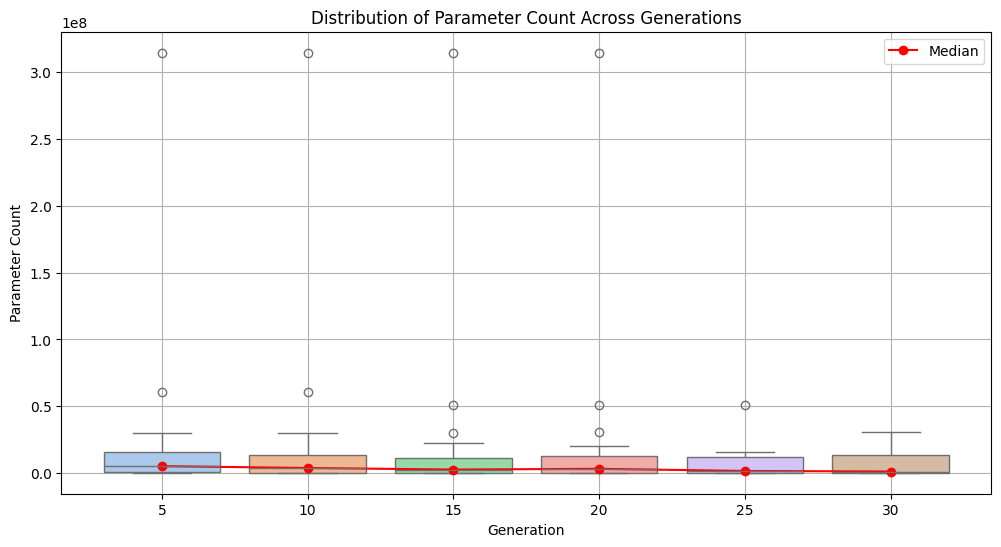 Distribution of Parameter Count Across Generations
1e8
Median
3.0
2.5
2.0
1.5
1.0
0.5
0.0
Parameter Count
5 10 15 20 25 30
Generation